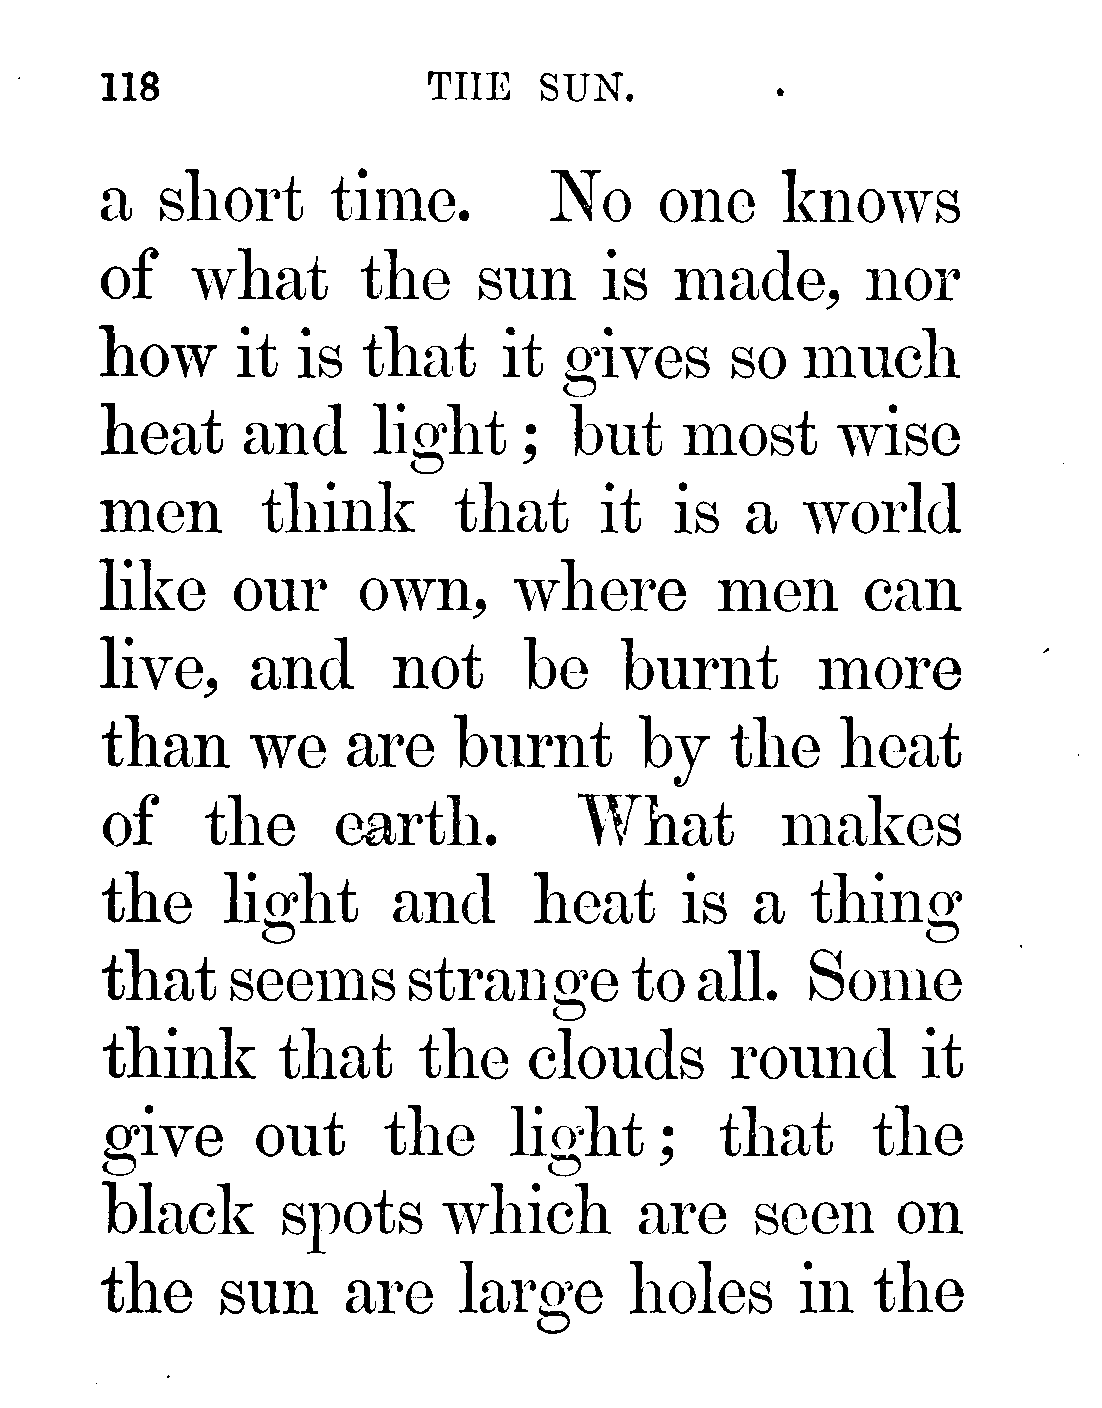 118 THE SUN.
a short time. No one knows
of what the sun is made, nor
how it is that it gives so much
heat and light; but most wise
men think that it is a world
like our own, where men can
live, and not be burnt more
than we are burnt by the heat
of the earth. What makes
the light and heat is a thing
that seems strange to all. Some
think that the clouds round it
give out the light; that the
black spots which are seen on
the sun are large holes in the